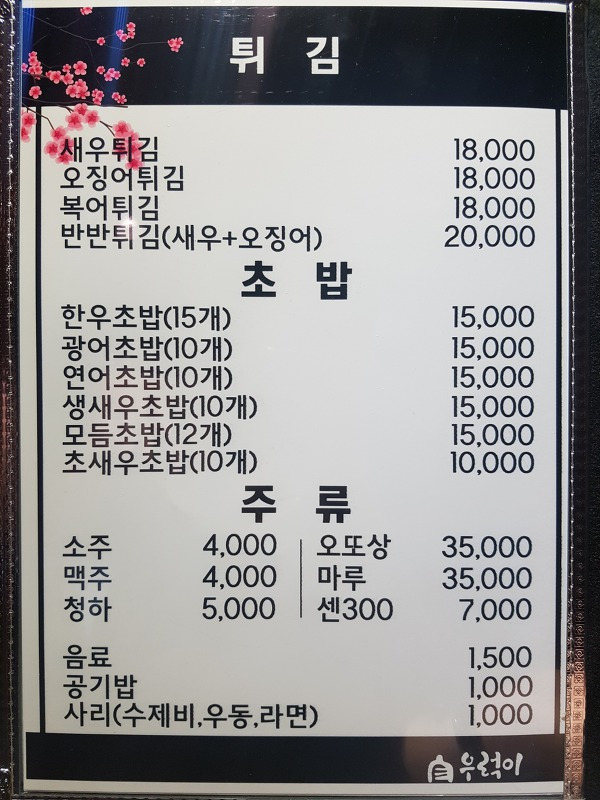 튀 김
새우튀김 18,000
오징어튀김 18,000
복어튀김 18,000
반반튀김(새우+오징어) 20,000
초 밥
한우초밥(15개) 15,000
광어초밥(10개) 15,000
연어초밥(10개) 15,000
생새우초밥(10개) 15,000
모듬초밥(12개) 15,000
초새우초밥(10개) 10,000
주 류
소주 4,000 오또상 35,000
맥주 4,000 마루 35,000
청하 5,000 센300 7,000
음료 1,500
공기밥 1,000
사리(수제비,우동,라면) 1,000
우럭이